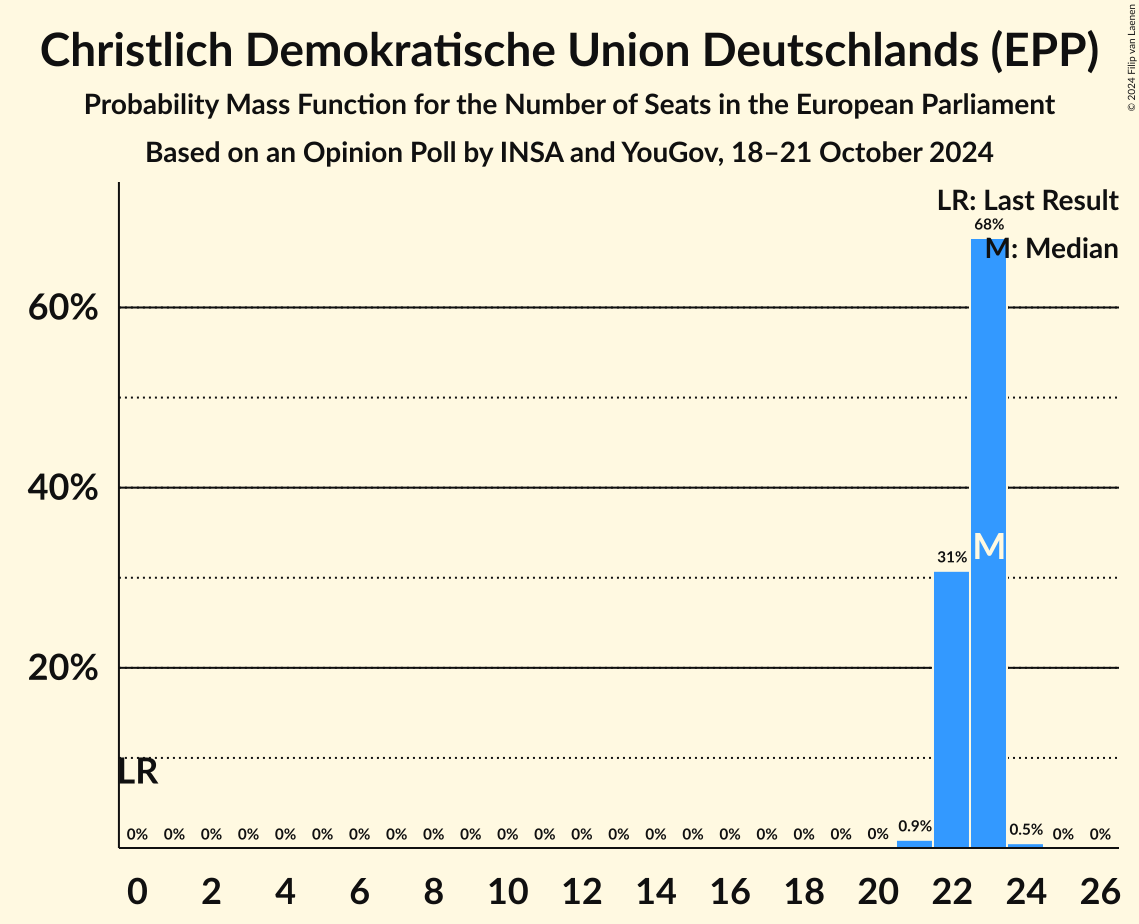 Christlich Demokratische Union Deutschlands (EPP)
Probability Mass Function for the Number of Seats in the European Parliament
Based on an Opinion Poll by INSA and YouGov, 18–21 October 2024
© 2024 Filip van Laenen
LR: Last Result
M: Median
68%
60%
40%
31%
M
20%
LR
0% 0% 0% 0% 0% 0% 0% 0% 0% 0% 0% 0% 0% 0% 0% 0% 0% 0% 0% 0% 0% 0.9% 0.5% 0% 0%
0 2 4 6 8 10 12 14 16 18 20 22 24 26